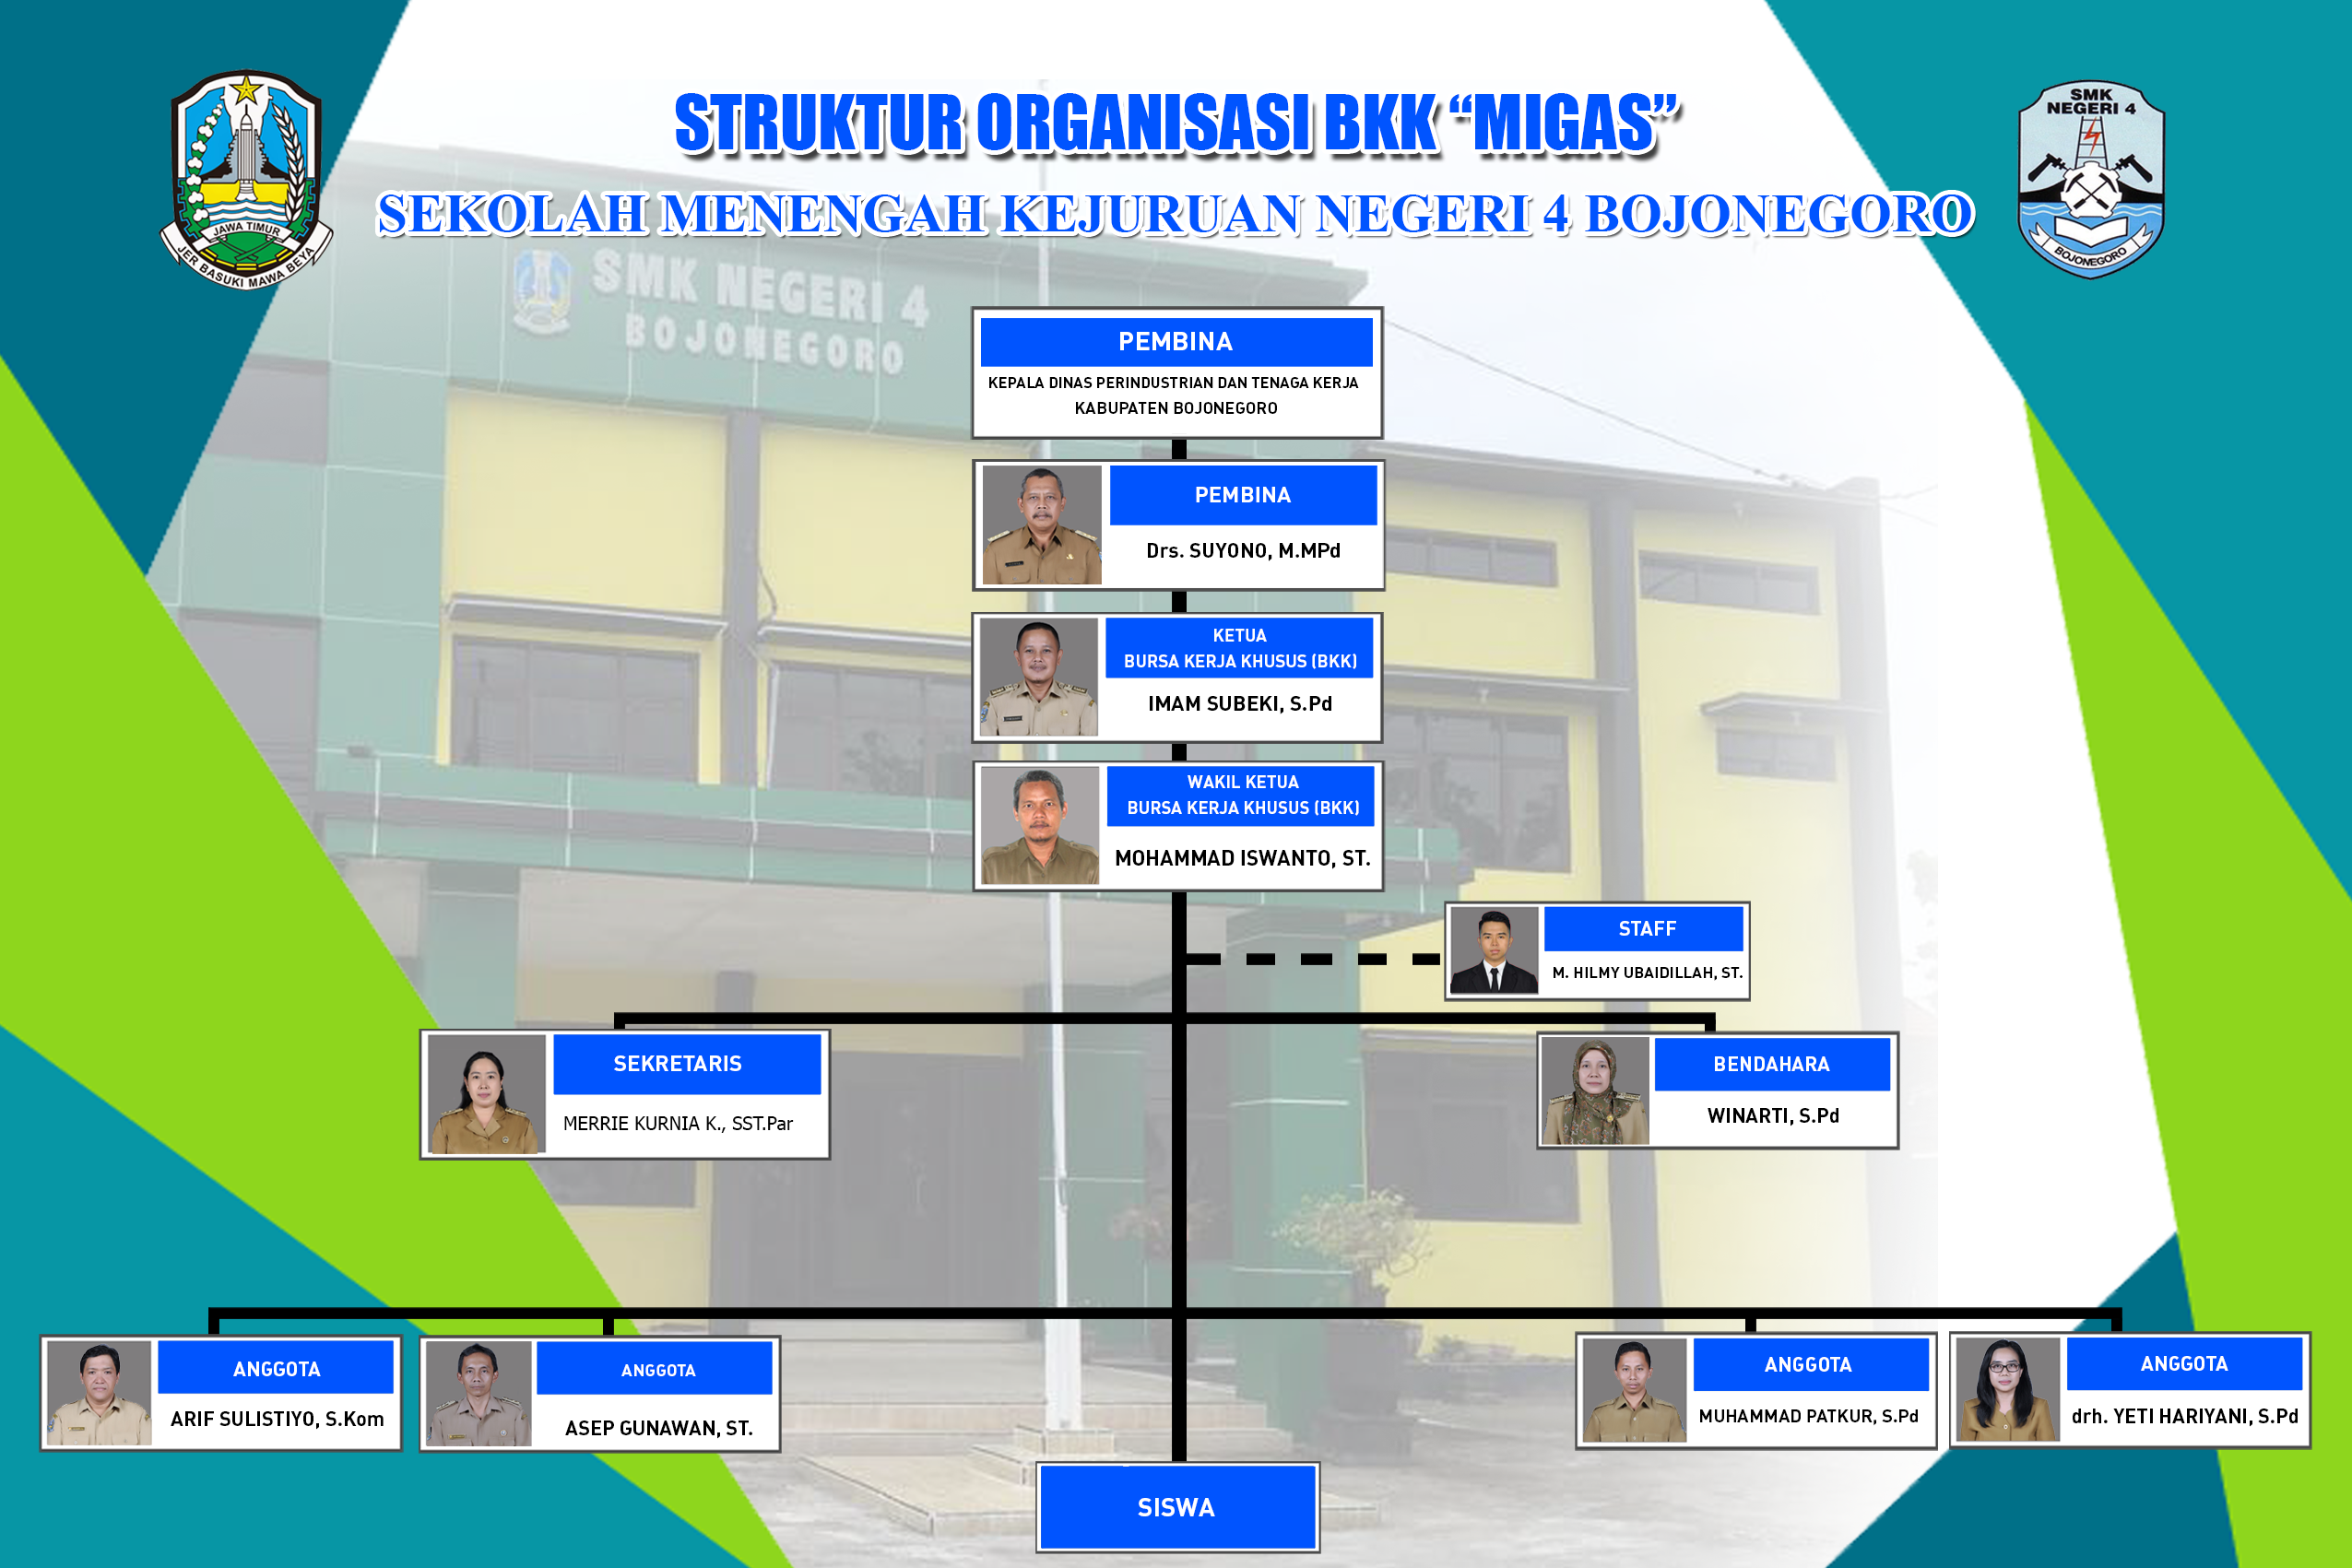 STRUKTUR ORGANISASI BKK “MIGAS”
SEKOLAH MENENGAH KEJURUAN NEGERI 4 BOJONEGORO
JAWA TIMUR
JER BASUKI MAWA BEYA
SMK
NEGERI 4
BOJONEGORO
SMK NEGERI 4
BOJONEGORO
PEMBINA
KEPALA DINAS PERINDUSTRIAN DAN TENAGA KERJA
KABUPATEN BOJONEGORO
PEMBINA
Drs. SUYONO, M.MPd
KETUA
BURSA KERJA KHUSUS (BKK)
IMAM SUBEKI, S.Pd
WAKIL KETUA
BURSA KERJA KHUSUS (BKK)
MOHAMMAD ISWANTO, ST.
STAFF
M. HILMY UBAIDILLAH, ST.
SEKRETARIS
MERRIE KURNIA K., SST.Par
BENDAHARA
WINARTI, S.Pd
ANGGOTA
ARIF SULISTIYO, S.Kom
ANGGOTA
ASEP GUNAWAN, ST.
ANGGOTA
MUHAMMAD PATKUR, S.Pd
ANGGOTA
drh. YETI HARIYANI, S.Pd
SISWA